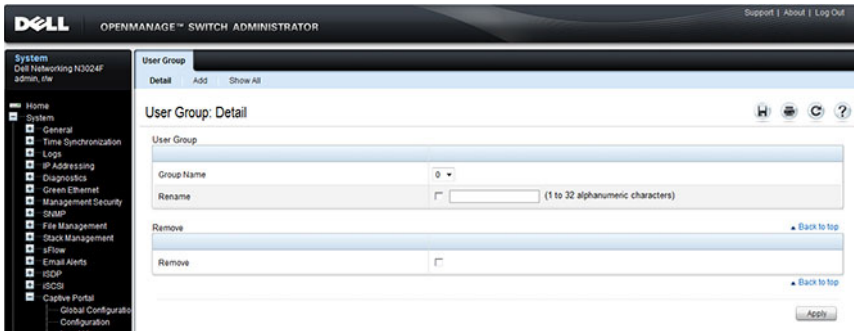 Support | About | Log Out
DELL OPENMANAGE™ SWITCH ADMINISTRATOR
System
Dell Networking N3024F
admin, r/w
Home
System
General
Time Synchronization
Logs
IP Addressing
Diagnostics
Green Ethernet
Management Security
SNMP
File Management
Stack Management
sFlow
Email Alerts
ISDP
iSCSI
Captive Portal
Global Configuratio
Configuration
User Group
Detail Add Show All
User Group: Detail
User Group
Group Name 0
Rename (1 to 32 alphanumeric characters)
Remove Back to top
Remove
Back to top
Apply